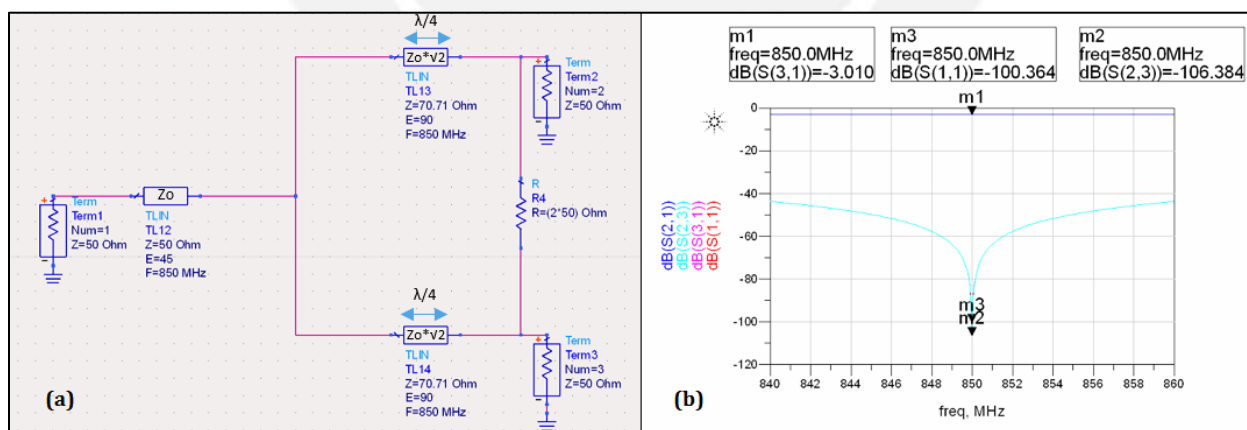 λ/4
Zo*√2
TLIN
TL13
Z=70.71 Ohm
E=90
F=850 MHz
+
Term
Term2
Num=2
Z=50 Ohm
-
Zo
TLIN
TL12
Z=50 Ohm
E=45
F=850 MHz
+
Term
Term1
Num=1
Z=50 Ohm
-
R
R4
R=(2*50) Ohm
λ/4
Zo*√2
TLIN
TL14
Z=70.71 Ohm
E=90
F=850 MHz
+
Term
Term3
Num=3
Z=50 Ohm
-
(a)
m1
freq=850.0MHz
dB(S(3,1))=-3.010
m3
freq=850.0MHz
dB(S(1,1))=-100.364
m2
freq=850.0MHz
dB(S(2,3))=-106.384
m1
0
-20
-40
-60
-80
-100
-120
m3
m2
dB(S(2,1))
dB(S(2,3))
dB(S(3,1))
dB(S(1,1))
840 842 844 846 848 850 852 854 856 858 860
freq, MHz
(b)